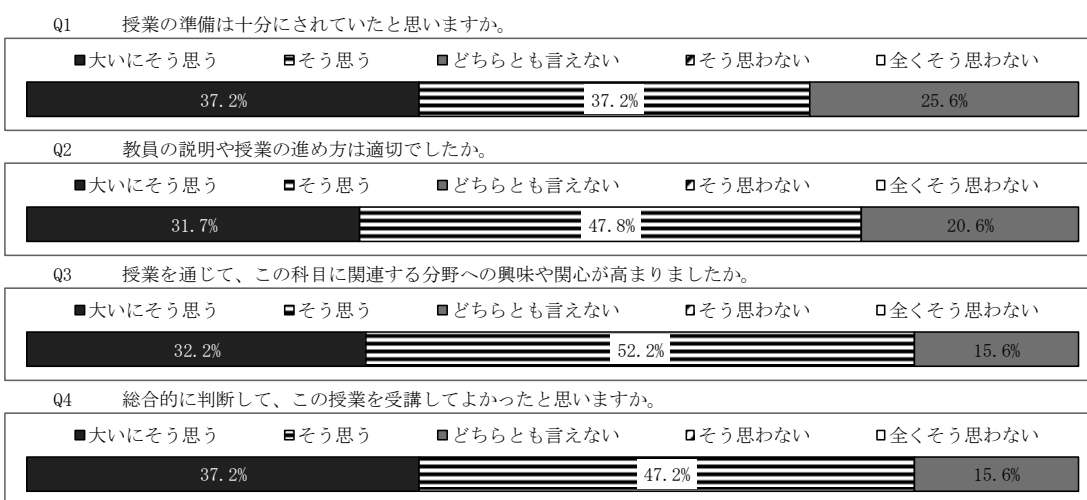 Q1 授業の準備は十分にされていたと思いますか。
■大いにそう思う ■そう思う ■どちらとも言えない ■そう思わない □全くそう思わない
37.2% 37.2% 25.6%
Q2 教員の説明や授業の進め方は適切でしたか。
■大いにそう思う ■そう思う ■どちらとも言えない ■そう思わない □全くそう思わない
31.7% 47.8% 20.6%
Q3 授業を通じて、この科目に関連する分野への興味や関心が高まりましたか。
■大いにそう思う ■そう思う ■どちらとも言えない ■そう思わない □全くそう思わない
32.2% 52.2% 15.6%
Q4 総合的に判断して、この授業を受講してよかったと思いますか。
■大いにそう思う ■そう思う ■どちらとも言えない ■そう思わない □全くそう思わない
37.2% 47.2% 15.6%